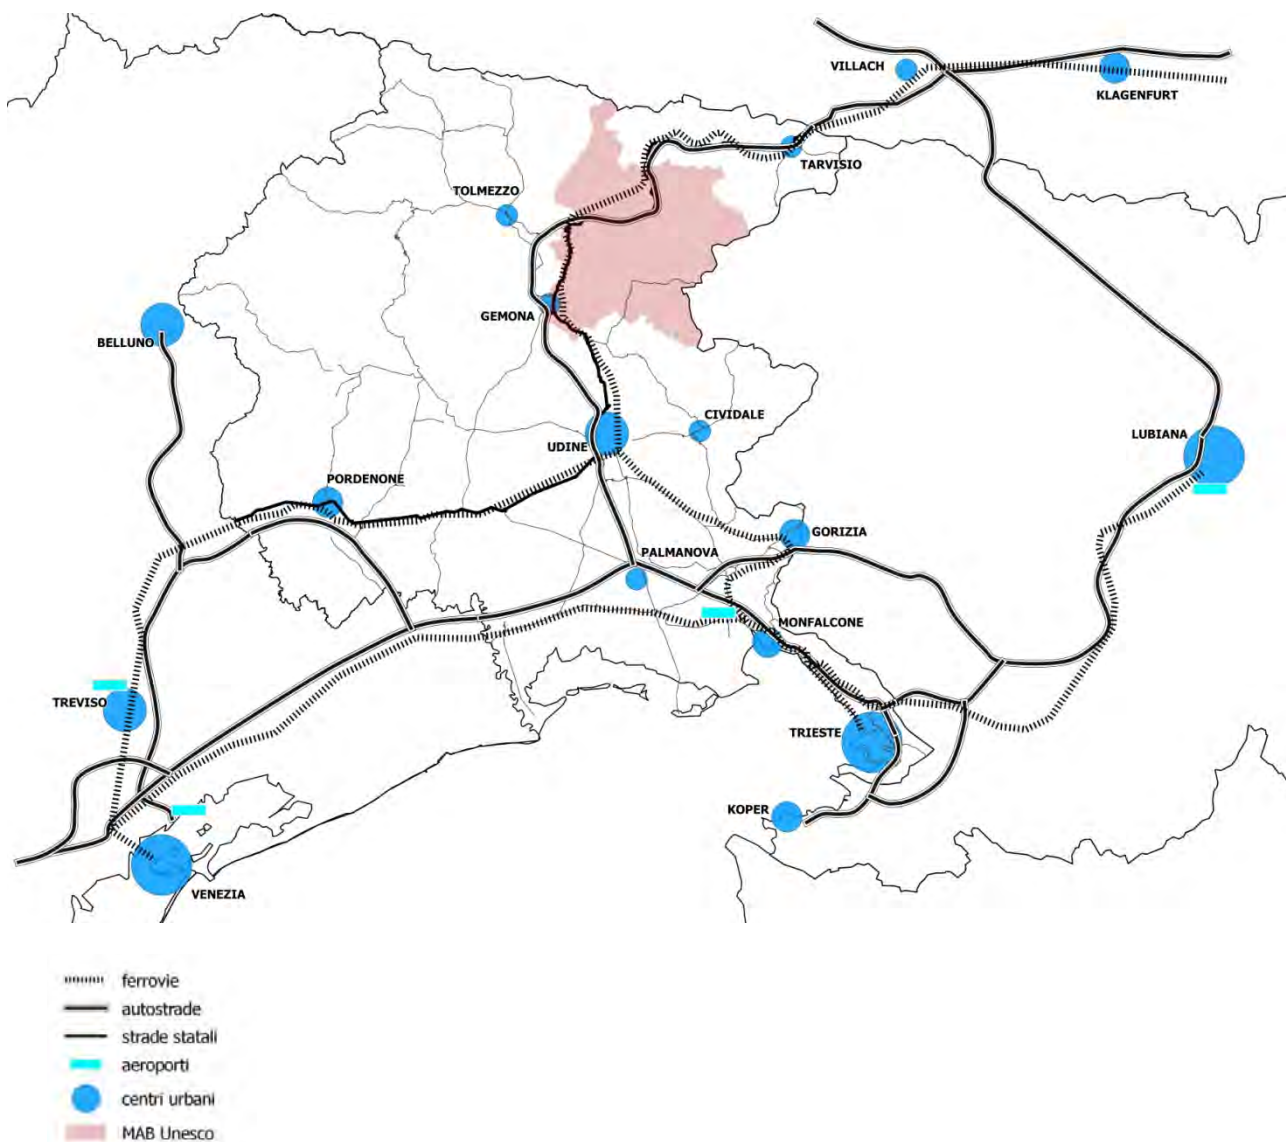 VILLACH
KLAGENFURT
TARVISIO
TOLMEZZO
GEMONA
BELLUNO
CIVIDALE
UDINE
LUBIANA
PORDENONE
GORIZIA
PALMANOVA
MONFALCONE
TREVISO
TRIESTE
KOPER
VENEZIA
ferrovie
autostrade
strade statali
aeroporti
centri urbani
MAB Unesco